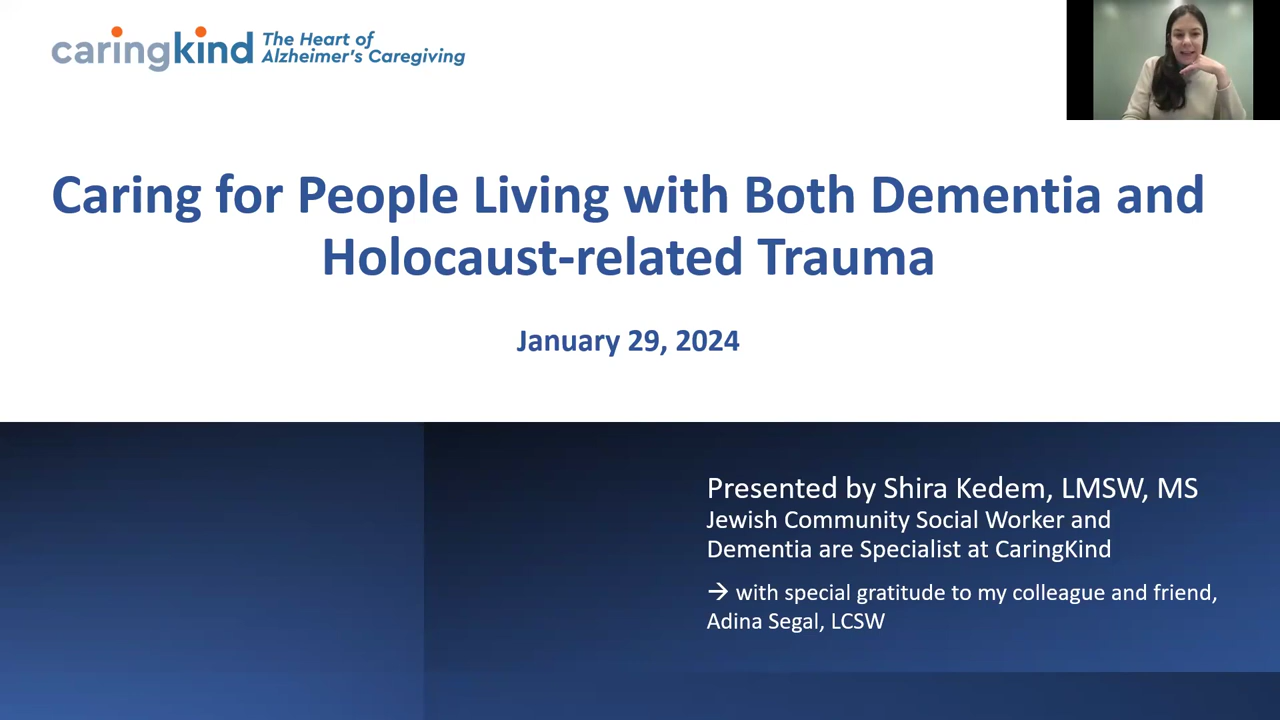 caringkind The Heart of
Alzheimer's Caregiving
Caring for People Living with Both Dementia and
Holocaust-related Trauma
January 29, 2024
Presented by Shira Kedem, LMSW, MS
Jewish Community Social Worker and
Dementia are Specialist at CaringKind
→ with special gratitude to my colleague and friend,
Adina Segal, LCSW